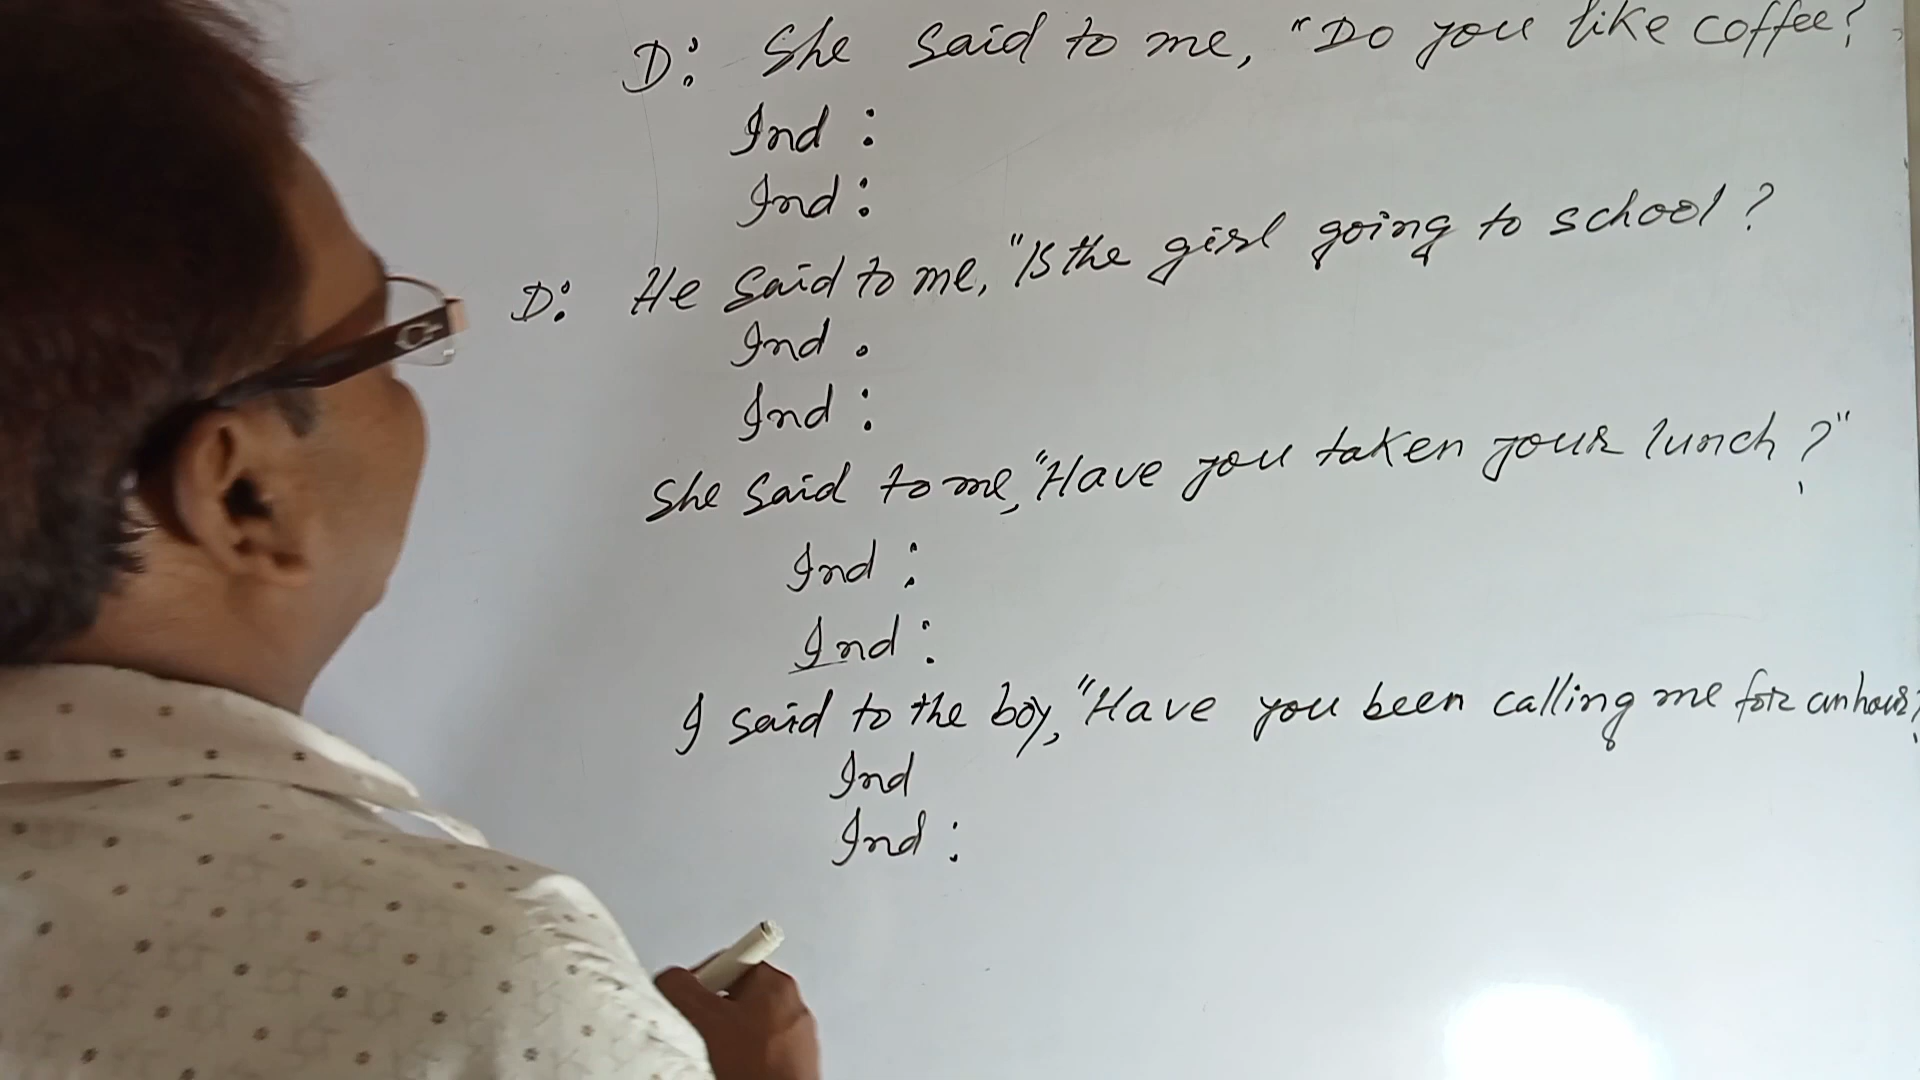 D: She said to me, "Do you like coffee?
Ind :
Ind :
D: He said to me, "Is the girl going to school ?
Ind .
Ind :
She said to me, "Have you taken your lunch ?"
Ind :
Ind :
I said to the boy, "Have you been calling me for an hour?
Ind
Ind :